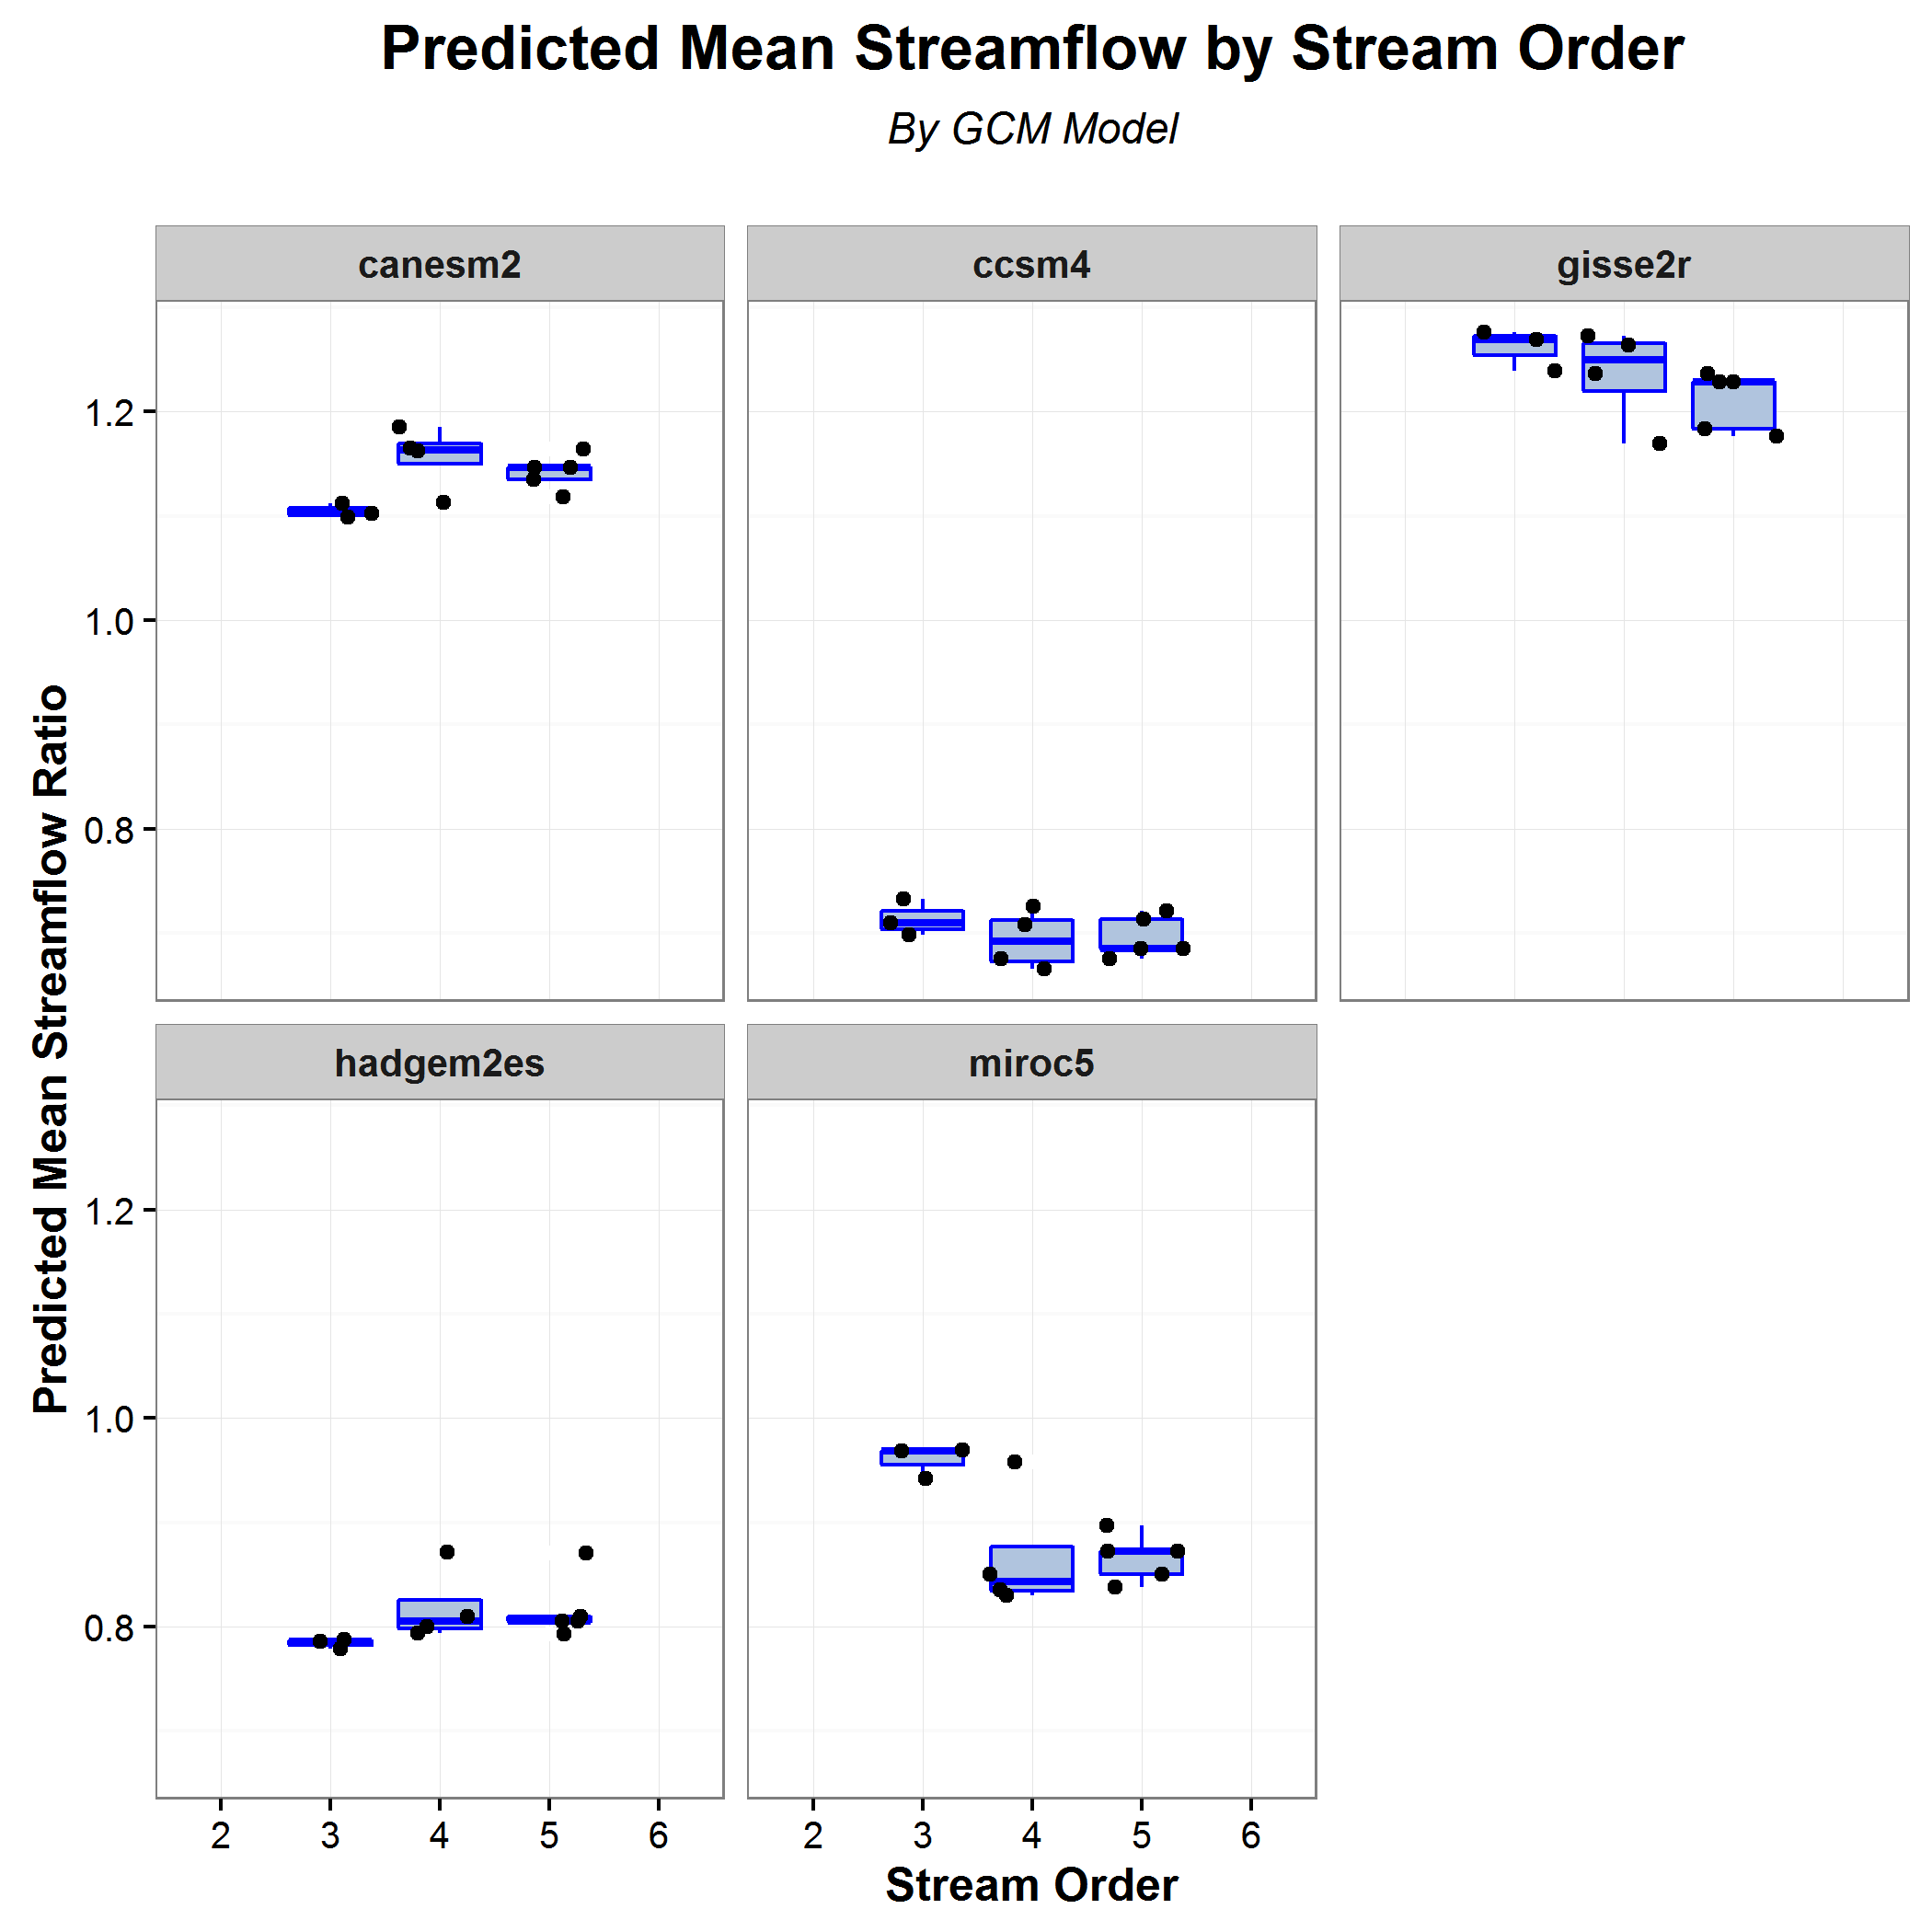 Predicted Mean Streamflow by Stream Order
By GCM Model
canesm2
ccsm4
gisse2r
1.2
1.0
0.8
Predicted Mean Streamflow Ratio
hadgem2es
miroc5
1.2
1.0
0.8
2 3 4 5 6
2 3 4 5 6
Stream Order